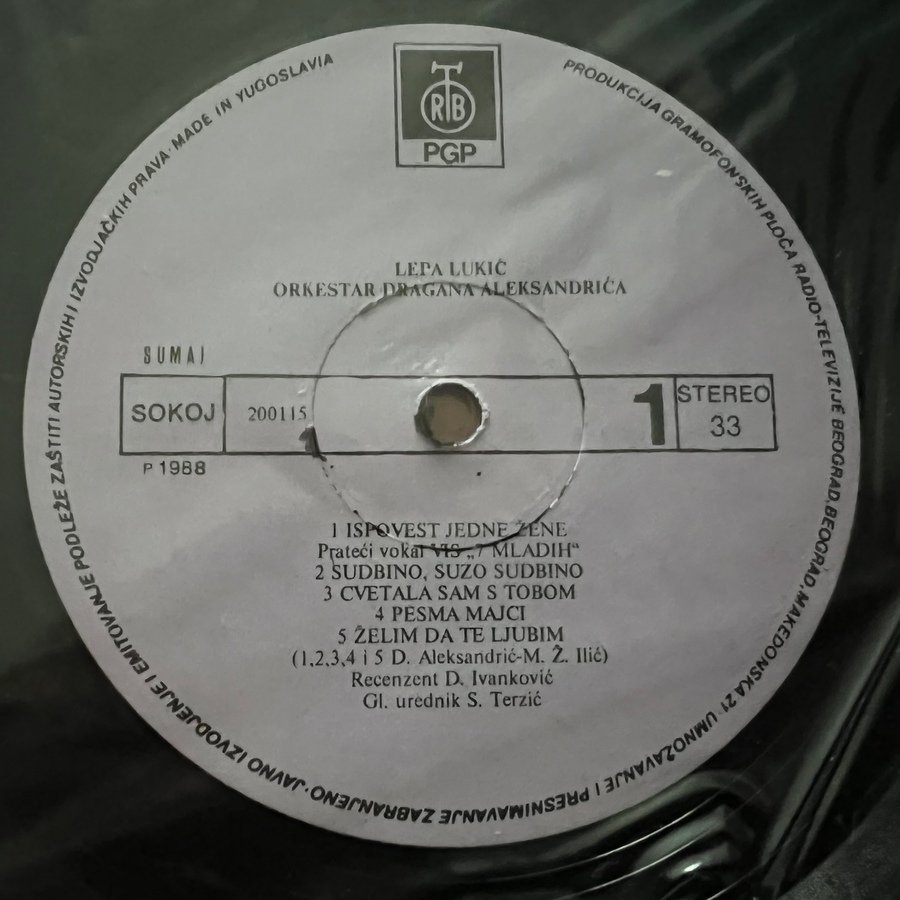 PRODUKCIJA GRAMOFONSKIH PLOČA RADIO-TELEVIZIJE BEOGRAD, BEOGRAD, MAKEDONSKA 21 · UMNOŽAVANJE I PRESNIMAVANJE ZABRANJENO · JAVNO IZVODJENJE I EMITOVANJE PODLEŽE ZAŠTITI AUTORSKIH I IZVODJAČKIH PRAVA · MADE IN YUGOSLAVIA
RTB
PGP
LEPA LUKIĆ
ORKESTAR DRAGANA ALEKSANDRIĆA
SUMAJ
SOKOJ
200115
1
STEREO
33
P 1988
1 ISPOVEST JEDNE ŽENE
Prateći vokal VIS „7 MLADIH“
2 SUDBINO, SUZO SUDBINO
3 CVETALA SAM S TOBOM
4 PESMA MAJCI
5 ŽELIM DA TE LJUBIM
(1,2,3,4 i 5 D. Aleksandrić-M. Ž. Ilić)
Recenzent D. Ivanković
Gl. urednik S. Terzić